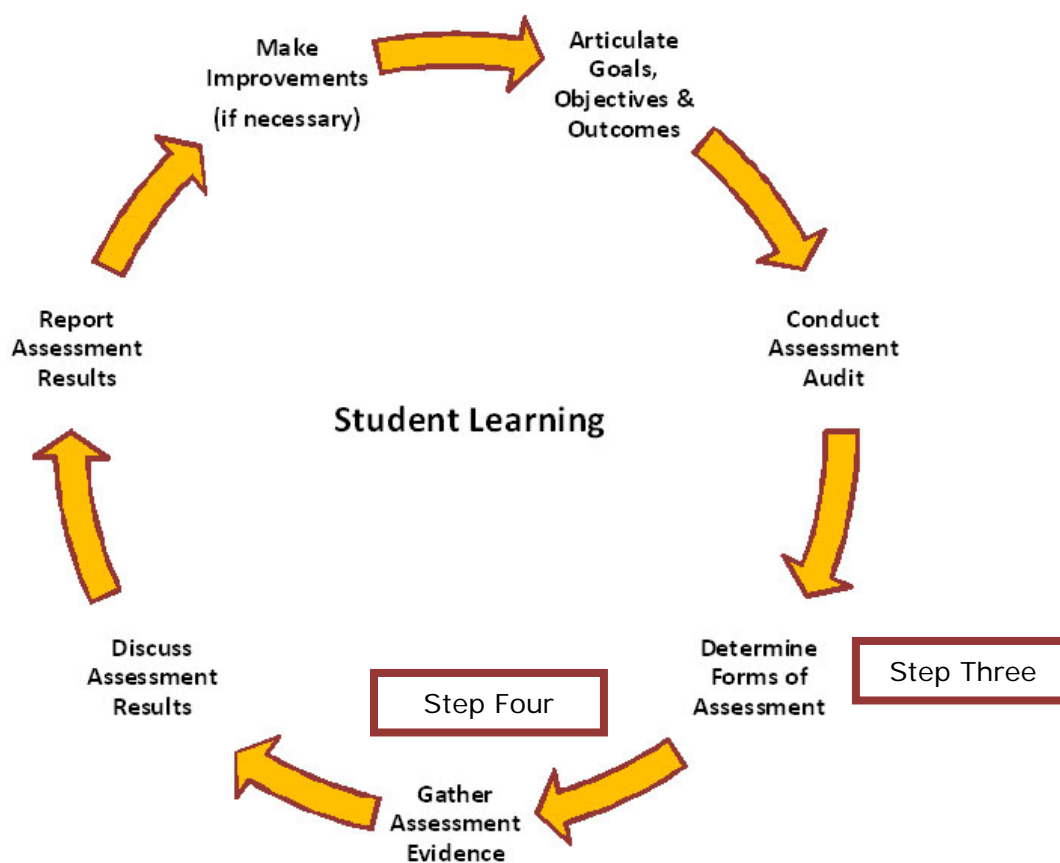 Make
Improvements
(if necessary)
Articulate
Goals,
Objectives &
Outcomes
Conduct
Assessment
Audit
Determine
Forms of
Assessment
Step Three
Gather
Assessment
Evidence
Step Four
Discuss
Assessment
Results
Report
Assessment
Results
Student Learning